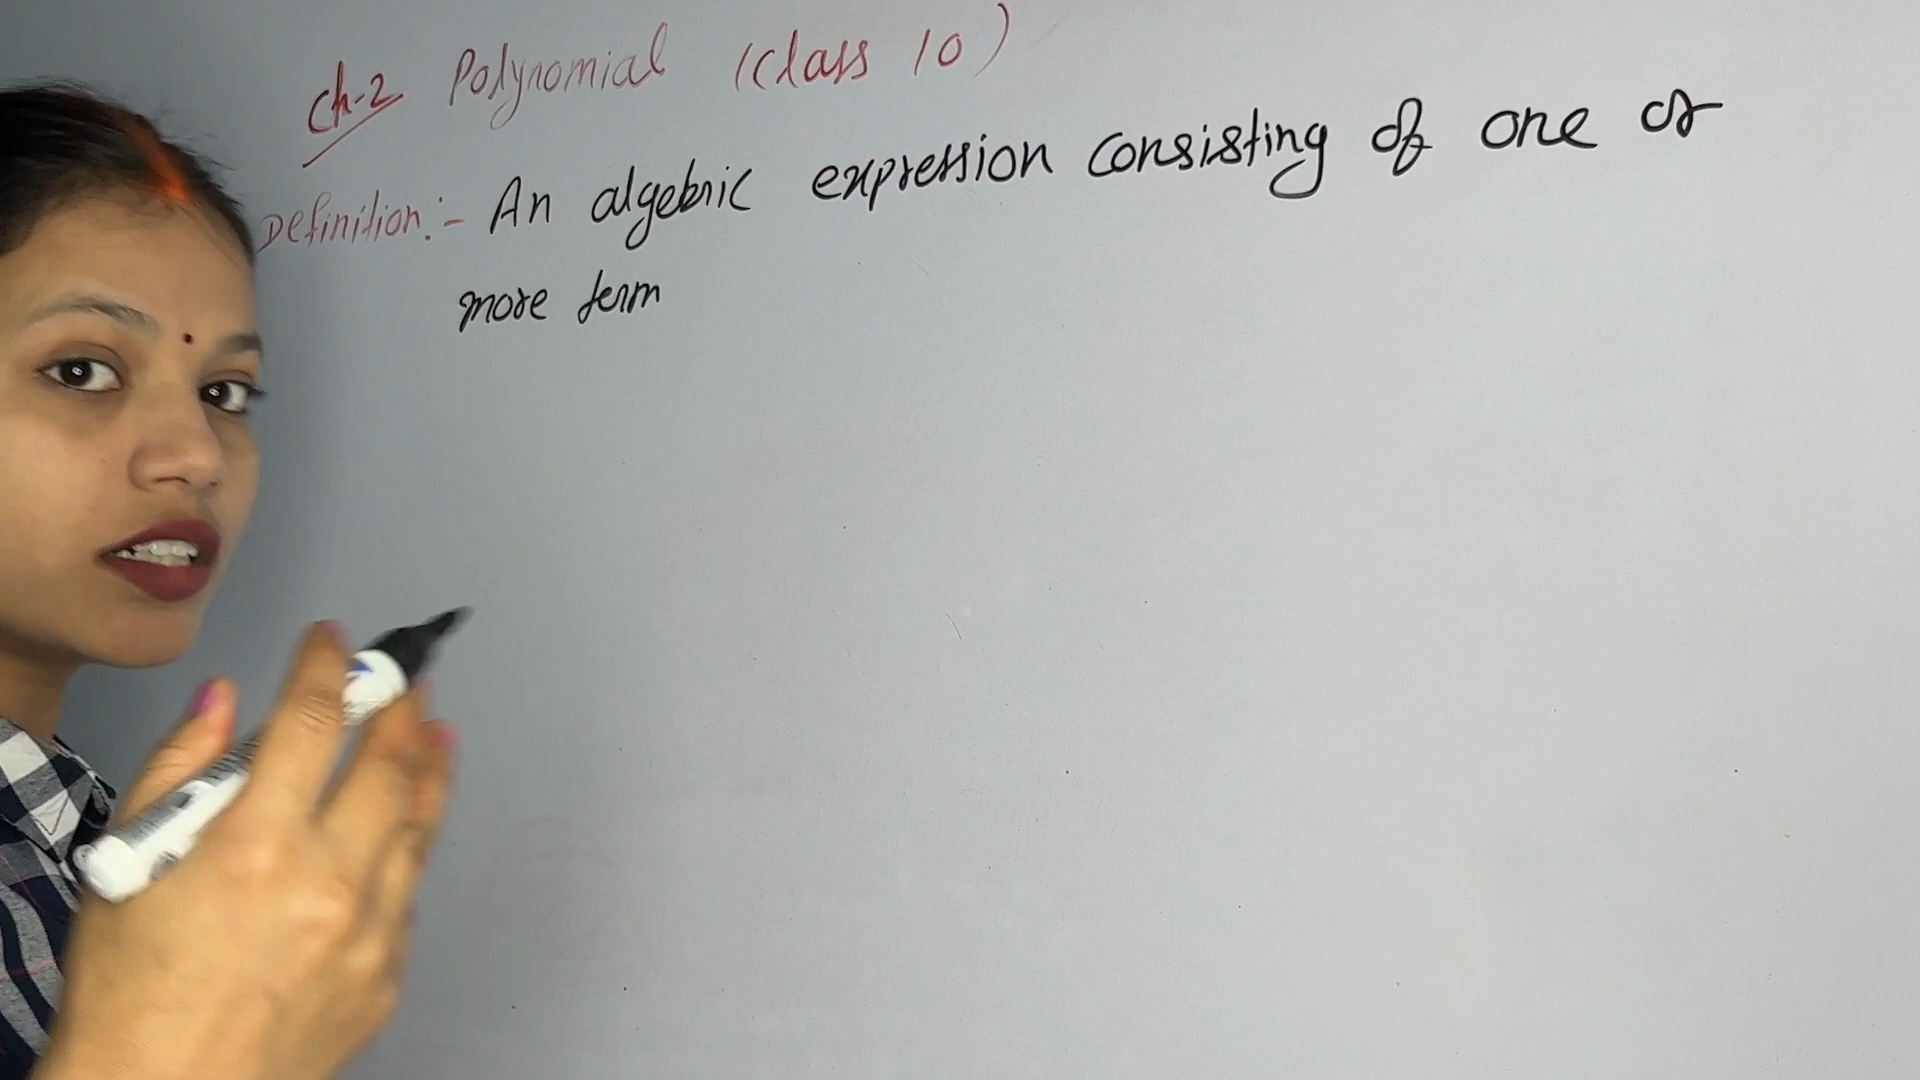 Ch-2 Polynomial (Class 10)
Definition:- An algebric expression consisting of one or
more term